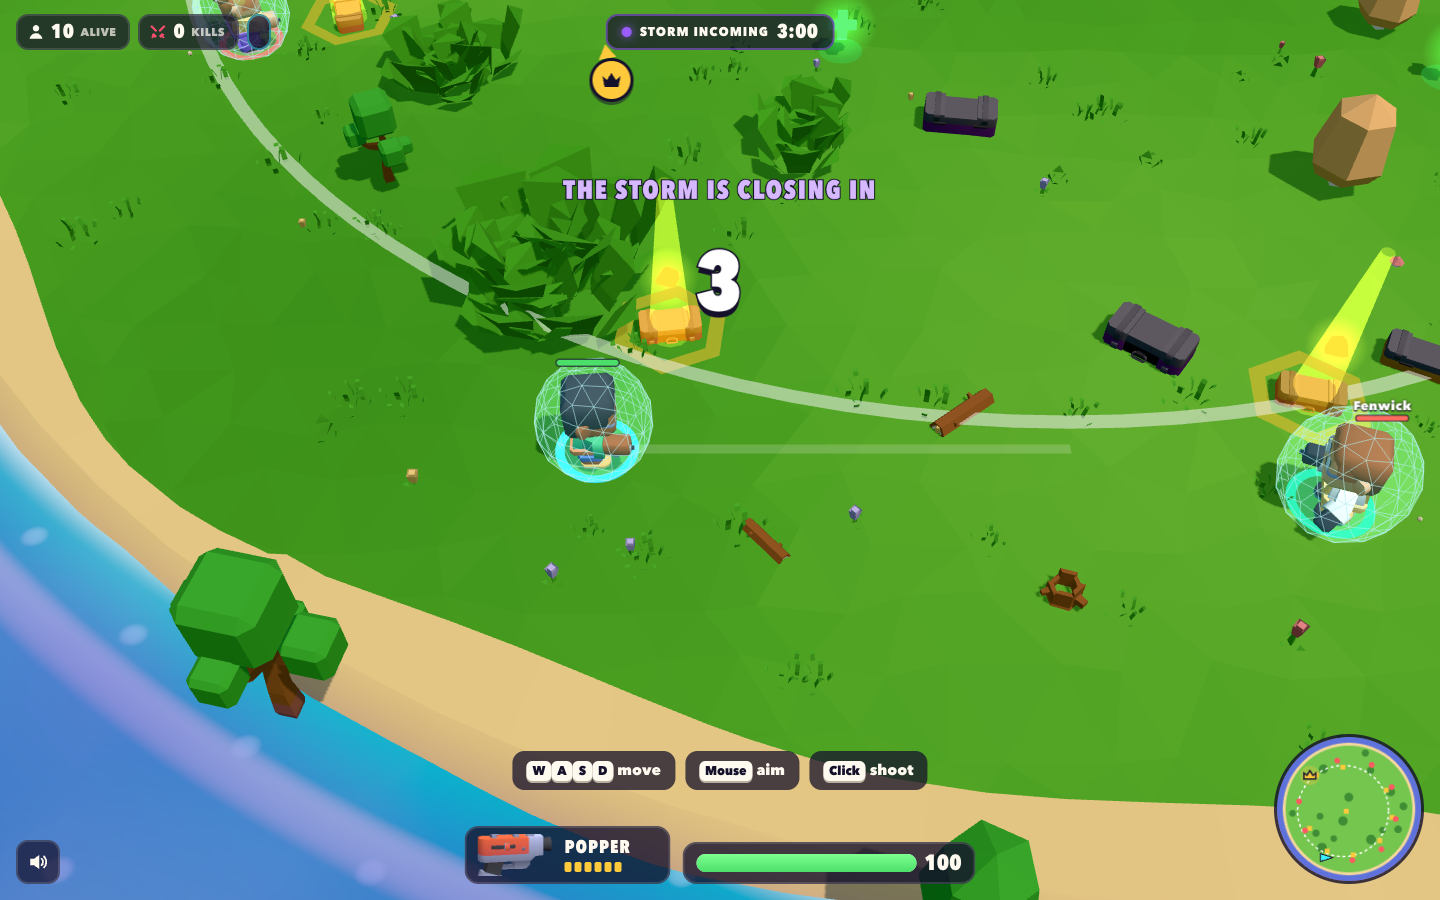 10 ALIVE
0 KILLS
STORM INCOMING 3:00
THE STORM IS CLOSING IN
3
Fenwick
W A S D move
Mouse aim
Click shoot
POPPER
100